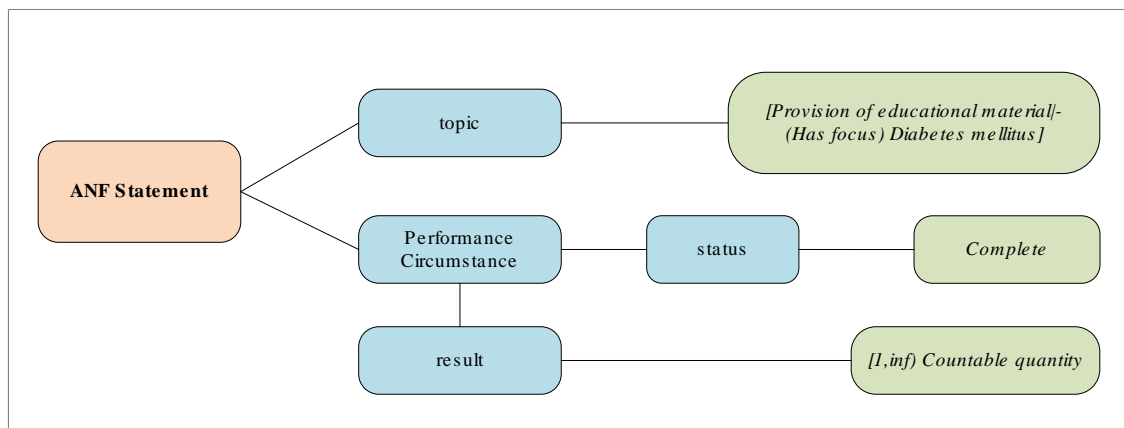 topic
[Provision of educational material|-
(Has focus) Diabetes mellitus]
ANF Statement
Performance
Circumstance
status
Complete
result
[1,inf) Countable quantity